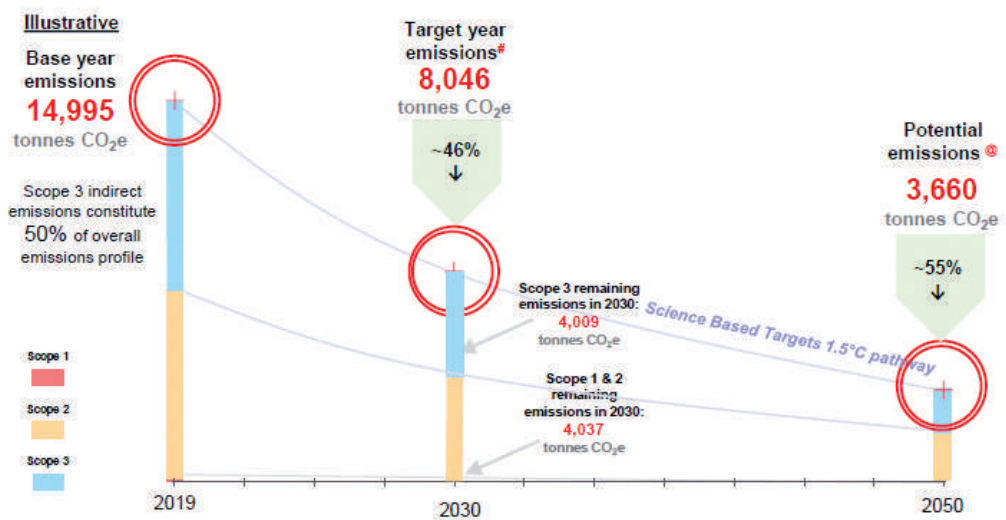 Illustrative
Base year
emissions
14,995
tonnes CO₂e
Scope 3 indirect
emissions constitute
50% of overall
emissions profile
Scope 1
Scope 2
Scope 3
Target year
emissions#
8,046
tonnes CO₂e
~46%
↓
Scope 3 remaining
emissions in 2030:
4,009
tonnes CO₂e
Scope 1 & 2
remaining
emissions in 2030:
4,037
tonnes CO₂e
Science Based Targets 1.5°C pathway
Potential
emissions @
3,660
tonnes CO₂e
~55%
↓
2019
2030
2050